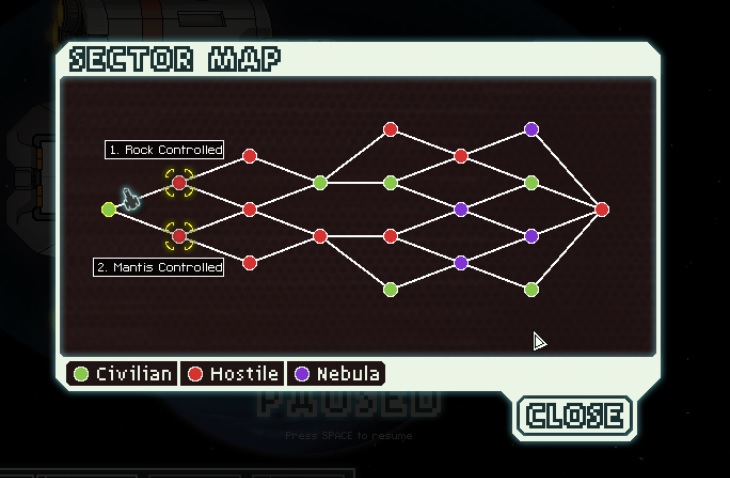 SECTOR MAP
1. Rock Controlled
2. Mantis Controlled
Civilian
Hostile
Nebula
PAUSED
CLOSE
Press SPACE to resume